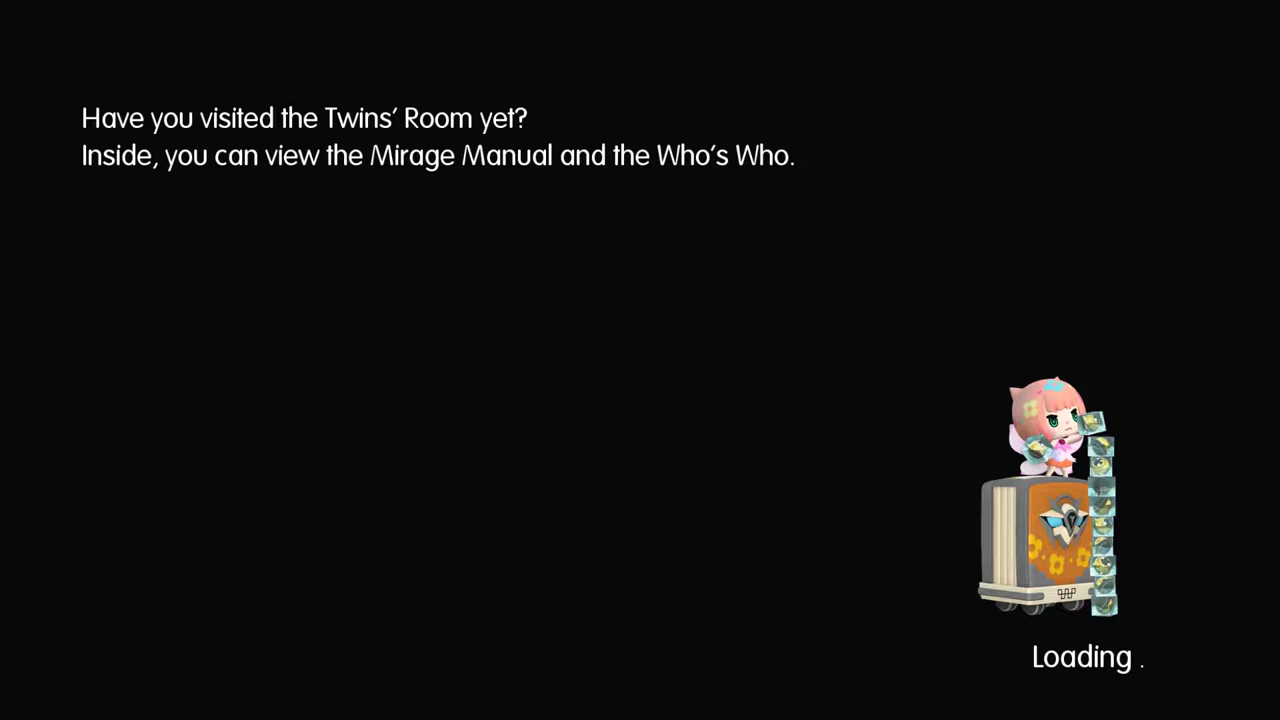 Have you visited the Twins’ Room yet?
Inside, you can view the Mirage Manual and the Who’s Who.
Loading .